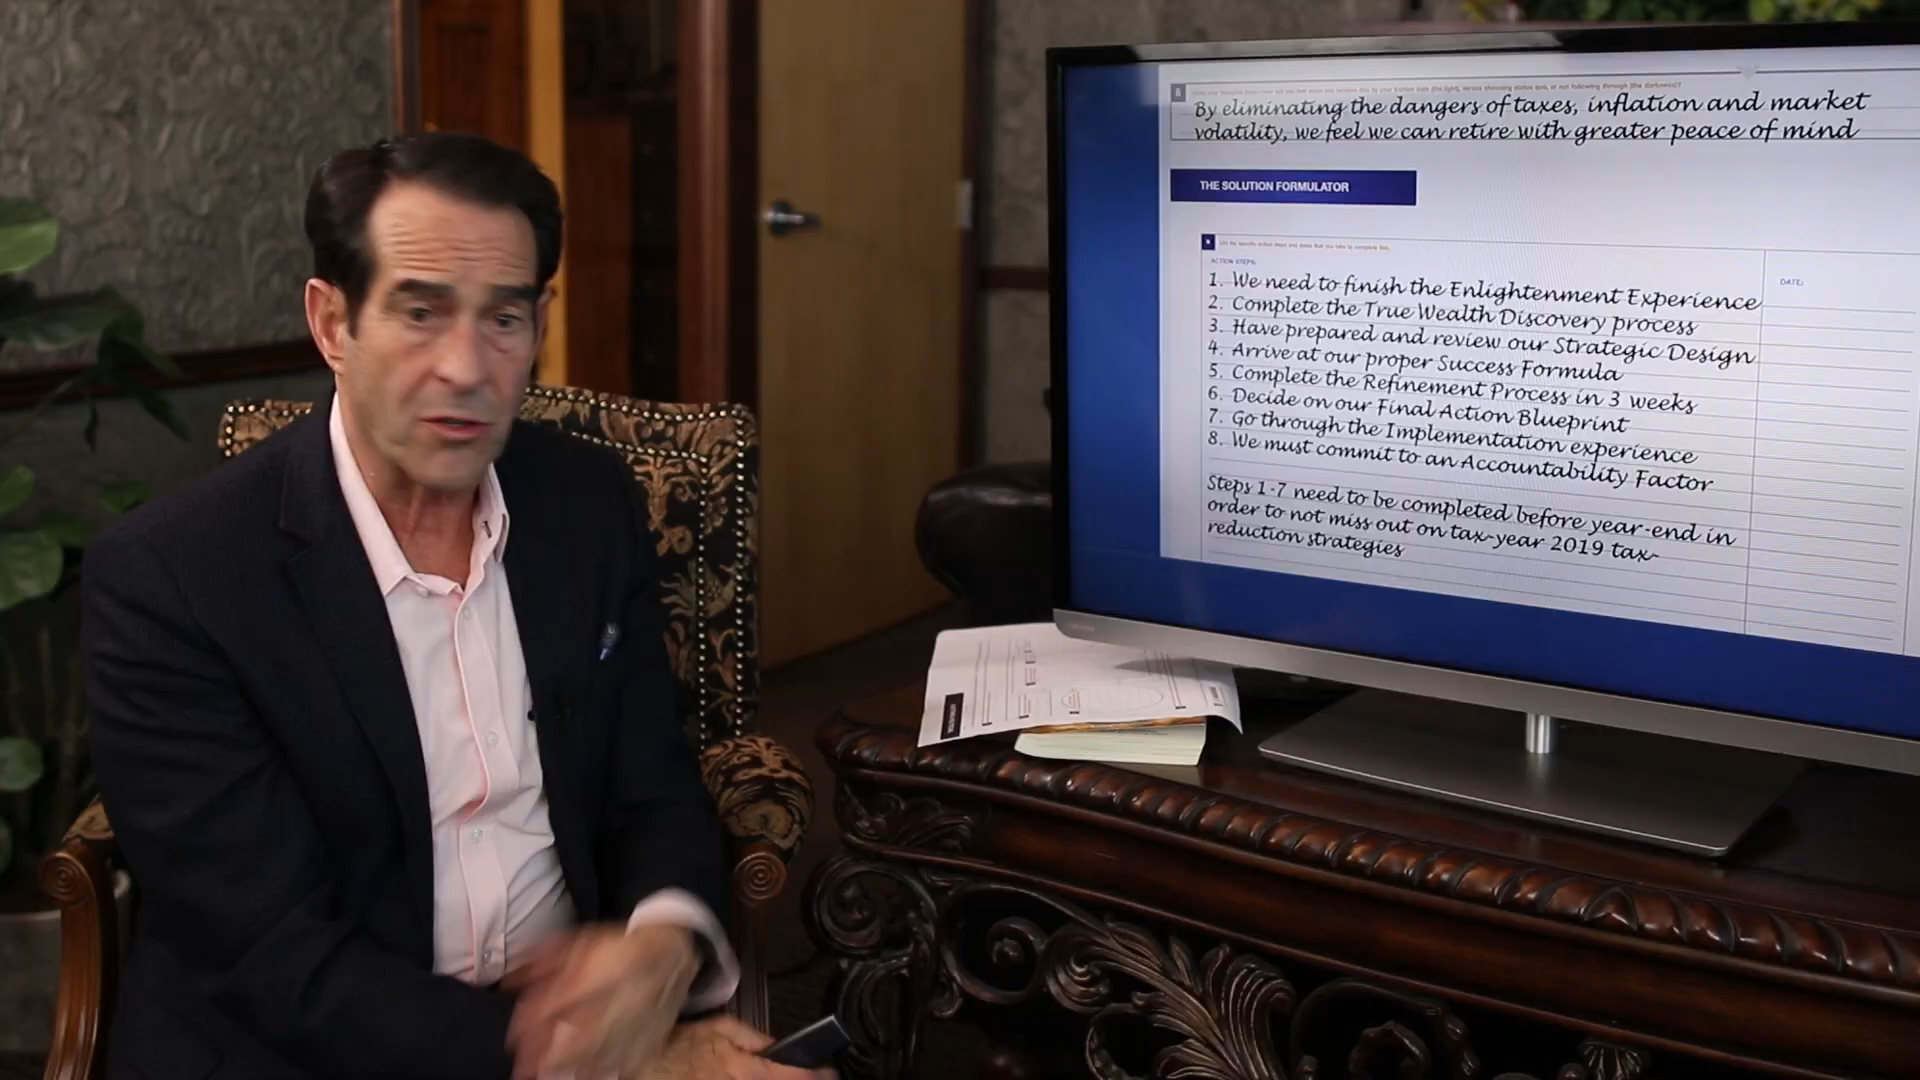 By eliminating the dangers of taxes, inflation and market
volatility, we feel we can retire with greater peace of mind
THE SOLUTION FORMULATOR
ACTION STEPS:
DATE:
1. We need to finish the Enlightenment Experience
2. Complete the True Wealth Discovery process
3. Have prepared and review our Strategic Design
4. Arrive at our proper Success Formula
5. Complete the Refinement Process in 3 weeks
6. Decide on our Final Action Blueprint
7. Go through the Implementation experience
8. We must commit to an Accountability Factor
Steps 1-7 need to be completed before year-end in
order to not miss out on tax-year 2019 tax-
reduction strategies